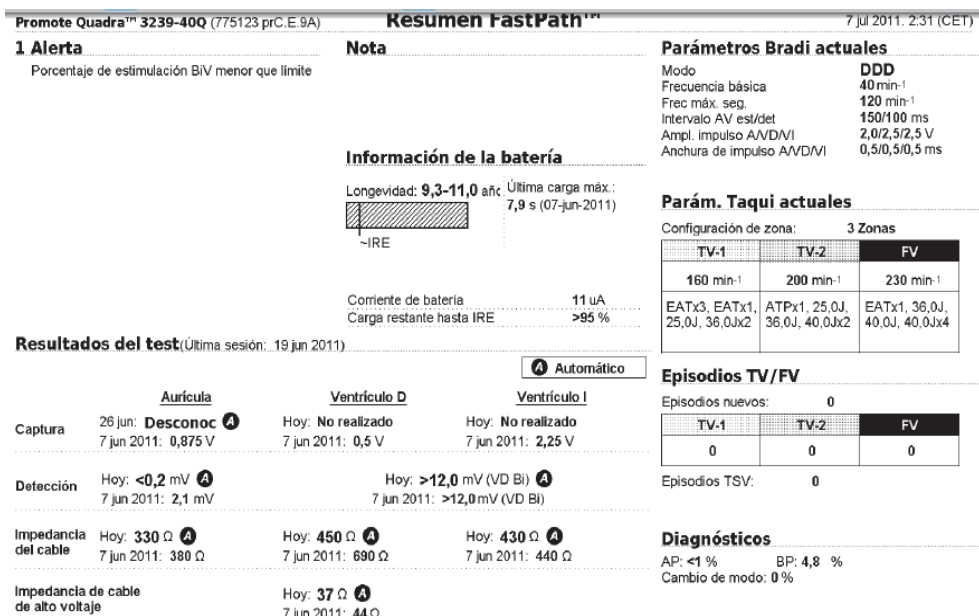 Promote Quadra™ 3239-40Q (775123 prC.E.9A)
Resumen FastPath™
7 jul 2011. 2:31 (CET)
1 Alerta
Porcentaje de estimulación BiV menor que límite
Nota
Información de la batería
Longevidad: 9,3-11,0 añc
Última carga máx.:
7,9 s (07-jun-2011)
~IRE
Corriente de batería 11 uA
Carga restante hasta IRE >95 %
Parámetros Bradi actuales
Modo DDD
Frecuencia básica 40 min-1
Frec máx. seg. 120 min-1
Intervalo AV est/det 150/100 ms
Ampl. impulso A/VD/VI 2,0/2,5/2,5 V
Anchura de impulso A/VD/VI 0,5/0,5/0,5 ms
Parám. Taqui actuales
Configuración de zona: 3 Zonas
TV-1 TV-2 FV
160 min-1 200 min-1 230 min-1
EATx3, EATx1, ATPx1, 25,0J, EATx1, 36,0J,
25,0J, 36,0Jx2 36,0J, 40,0Jx2 40,0J, 40,0Jx4
Resultados del test (Última sesión: 19 jun 2011)
A Automático
Aurícula Ventrículo D Ventrículo I
Captura 26 jun: Desconoc A Hoy: No realizado Hoy: No realizado
7 jun 2011: 0,875 V 7 jun 2011: 0,5 V 7 jun 2011: 2,25 V
Detección Hoy: <0,2 mV A Hoy: >12,0 mV (VD Bi) A
7 jun 2011: 2,1 mV 7 jun 2011: >12,0 mV (VD Bi)
Impedancia del cable Hoy: 330 Ω A Hoy: 450 Ω A Hoy: 430 Ω A
7 jun 2011: 380 Ω 7 jun 2011: 690 Ω 7 jun 2011: 440 Ω
Impedancia de cable de alto voltaje Hoy: 37 Ω A
7 jun 2011: 44 Ω
Episodios TV/FV
Episodios nuevos: 0
TV-1 TV-2 FV
0 0 0
Episodios TSV: 0
Diagnósticos
AP: <1 % BP: 4,8 %
Cambio de modo: 0 %